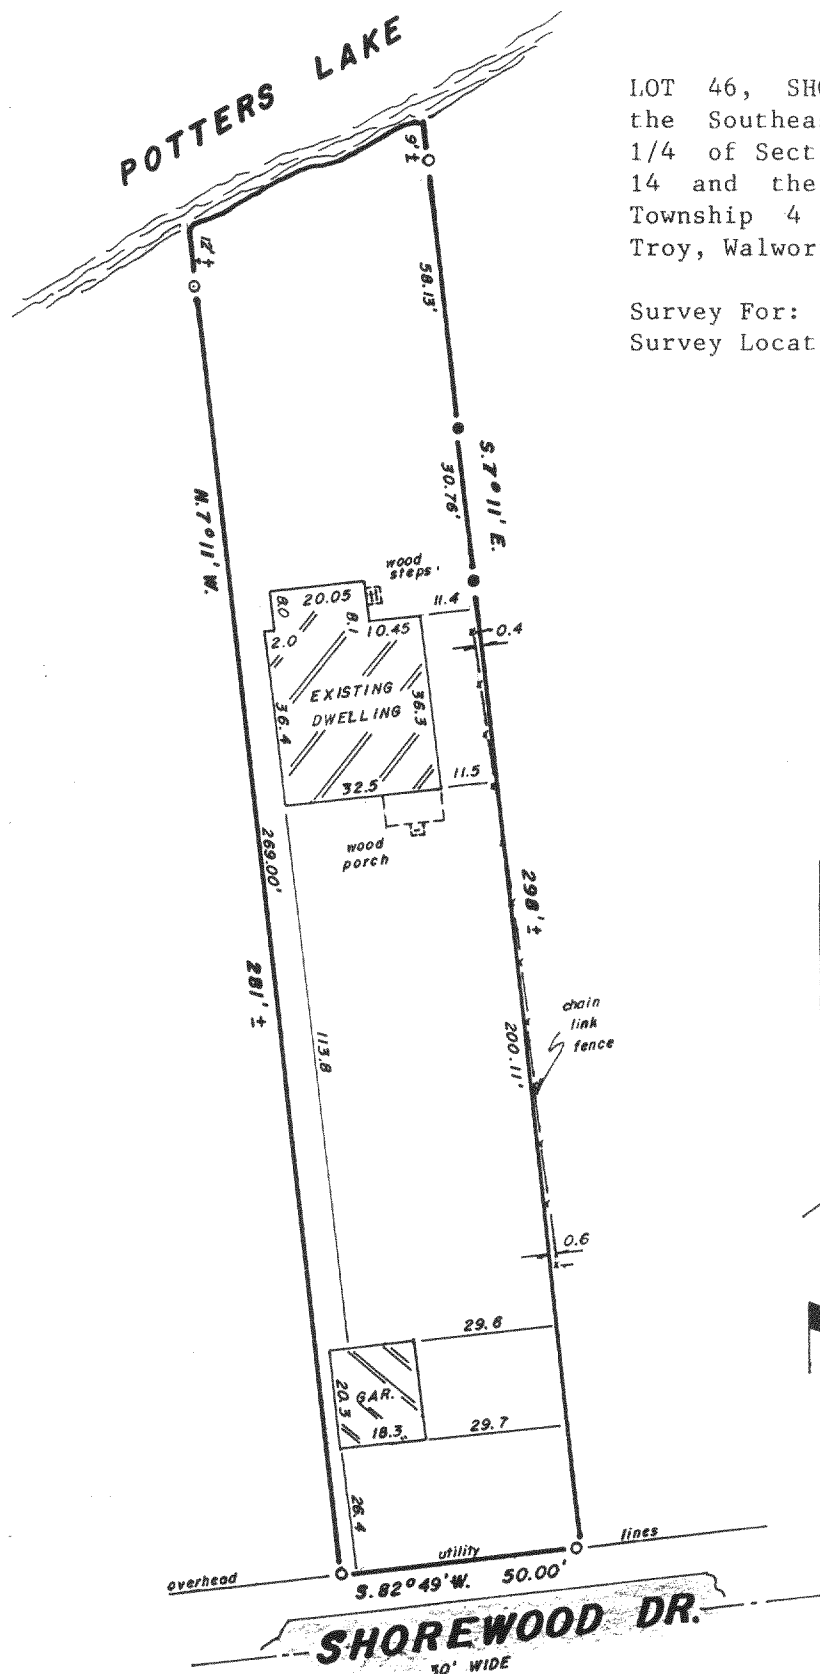 POTTERS LAKE
LOT 46, SHO
the Southeas
1/4 of Sect
14 and the
Township 4
Troy, Walwor
Survey For:
Survey Locat
9'±
12'±
58.13'
S. 7° 11' E.
30.76'
N. 7° 11' W.
wood
steps
8.0
20.05
8.1
11.4
10.45
0.4
2.0
EXISTING
DWELLING
36.4
36.3
32.5
11.5
wood
porch
269.00'
298'±
281'±
chain
link
fence
200.11'
113.8
0.6
29.6
20.3
GAR.
18.3
29.7
26.4
overhead utility lines
S. 82° 49' W. 50.00'
SHOREWOOD DR.
30' WIDE